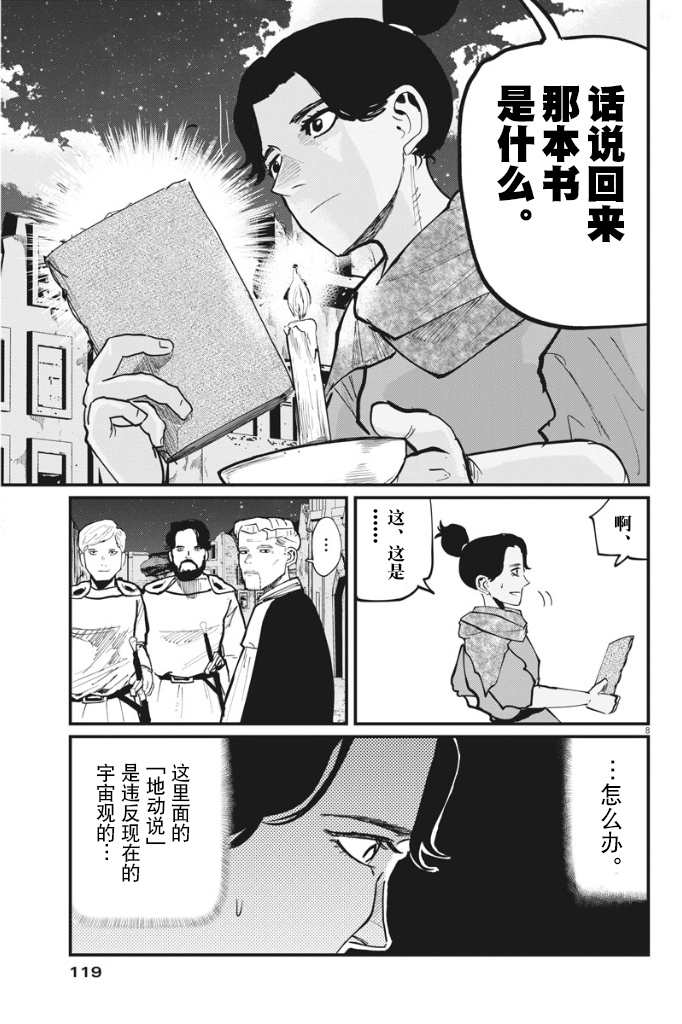 话说回来
那本书
是什么。
啊、
这、这是
……
…
8
…怎么办。
这里面的
「地动说」
是违反现在的
宇宙观的…
119